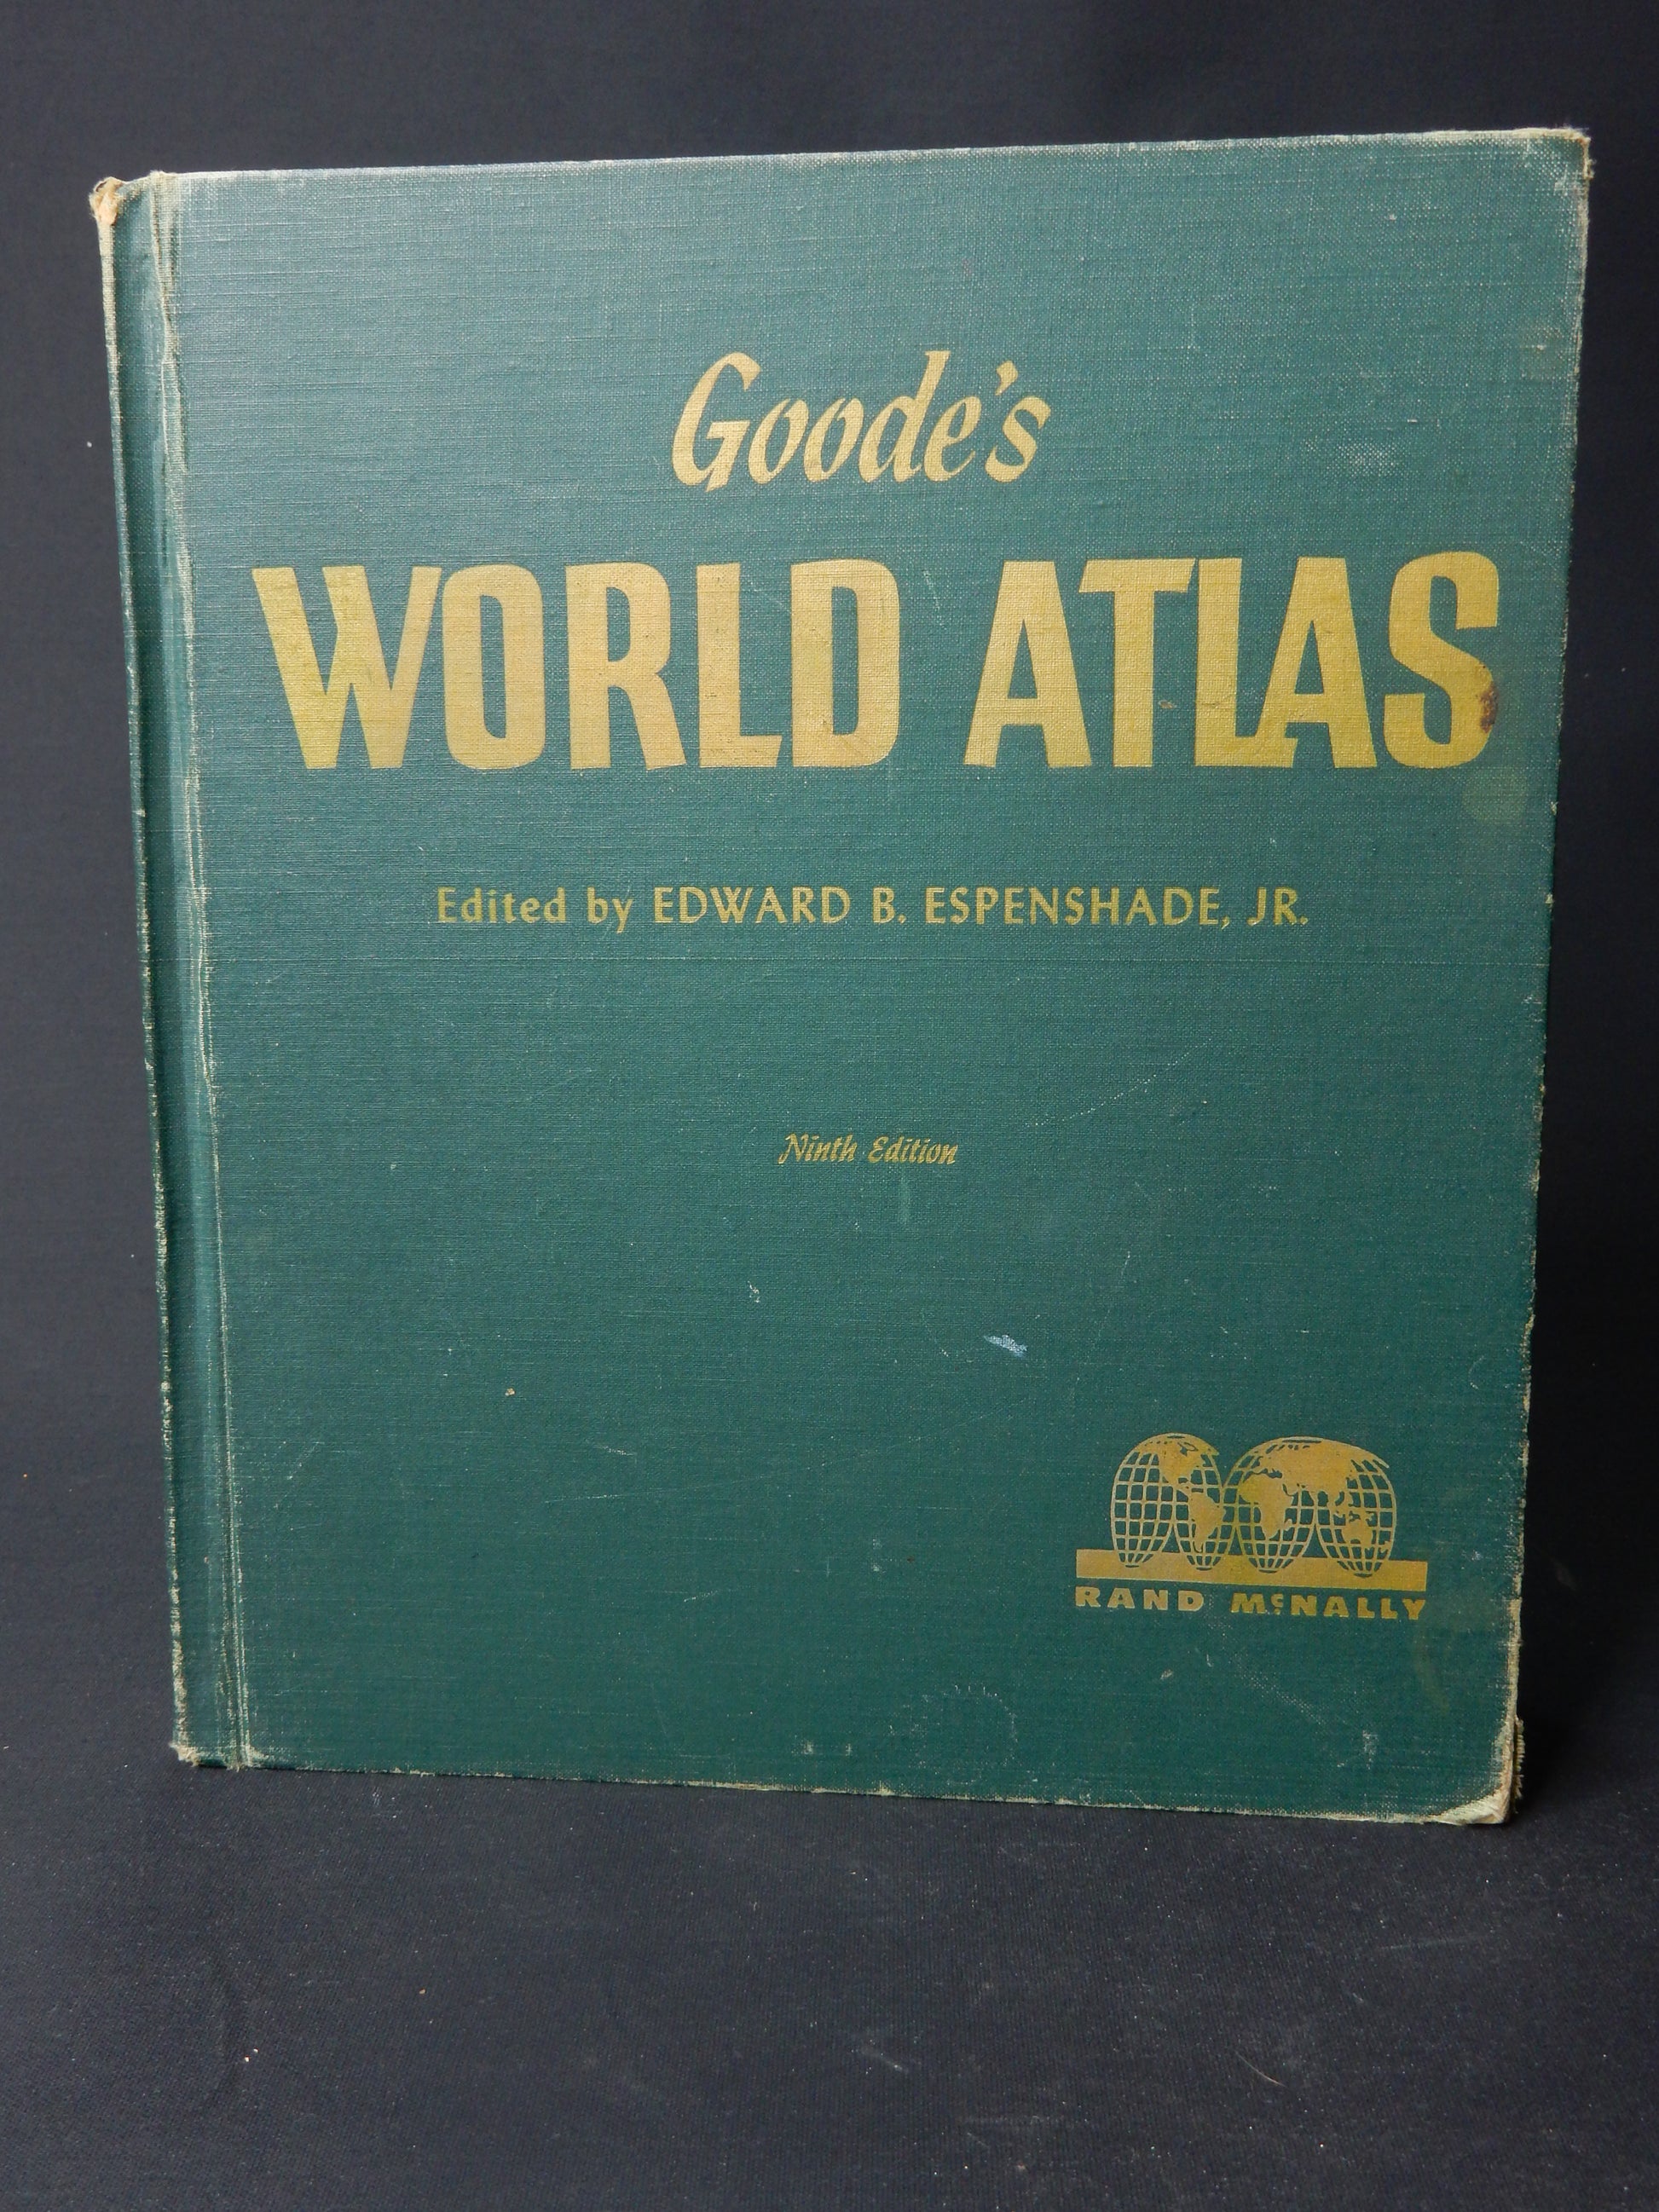 Goode's
WORLD ATLAS
Edited by EDWARD B. ESPENSHADE, JR.
Ninth Edition
RAND McNALLY